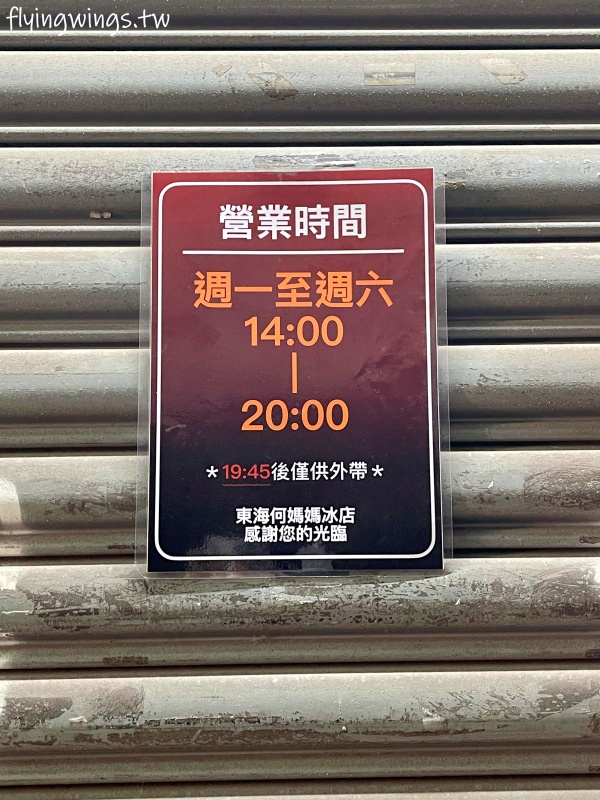 flyingwings.tw
營業時間
週一至週六
14:00
|
20:00
*19:45後僅供外帶*
東海何媽媽冰店
感謝您的光臨